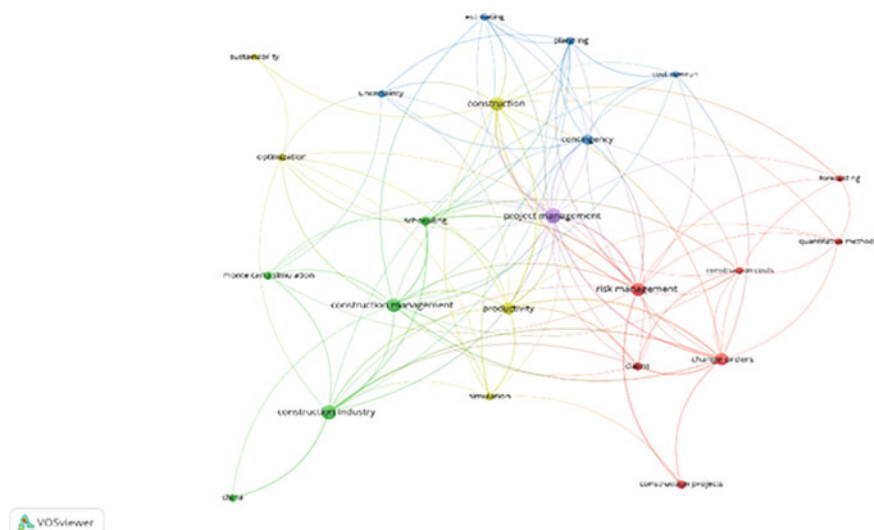 estimating
planning
sustainability
cost overrun
uncertainty
construction
contingency
optimization
forecasting
scheduling
project management
quantitative method
monte carlo simulation
construction costs
risk management
construction management
productivity
change orders
claims
simulation
construction industry
construction projects
china
VOSviewer